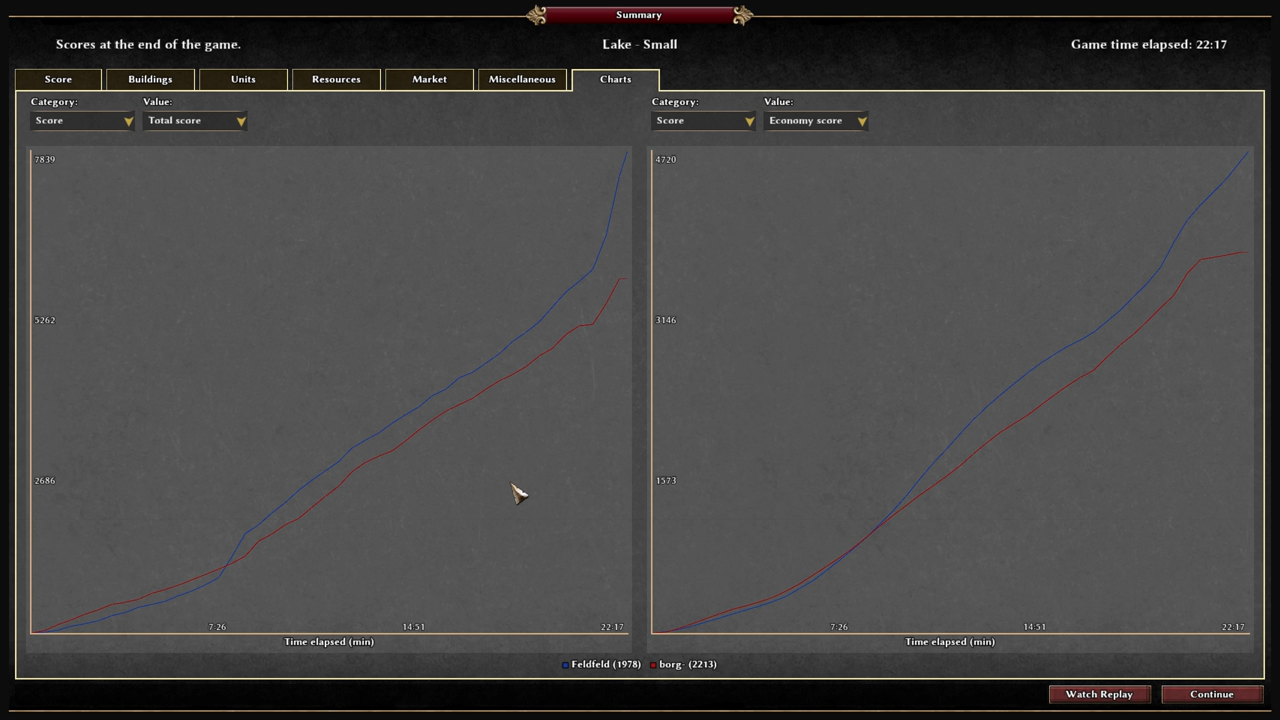 Summary
Scores at the end of the game.
Lake - Small
Game time elapsed: 22:17
Score
Buildings
Units
Resources
Market
Miscellaneous
Charts
Category:
Value:
Score
Total score
Category:
Value:
Score
Economy score
7839
5262
2686
7:26
14:51
22:17
Time elapsed (min)
4720
3146
1573
7:26
14:51
22:17
Time elapsed (min)
Feldfeld (1978)
borg- (2213)
Watch Replay
Continue